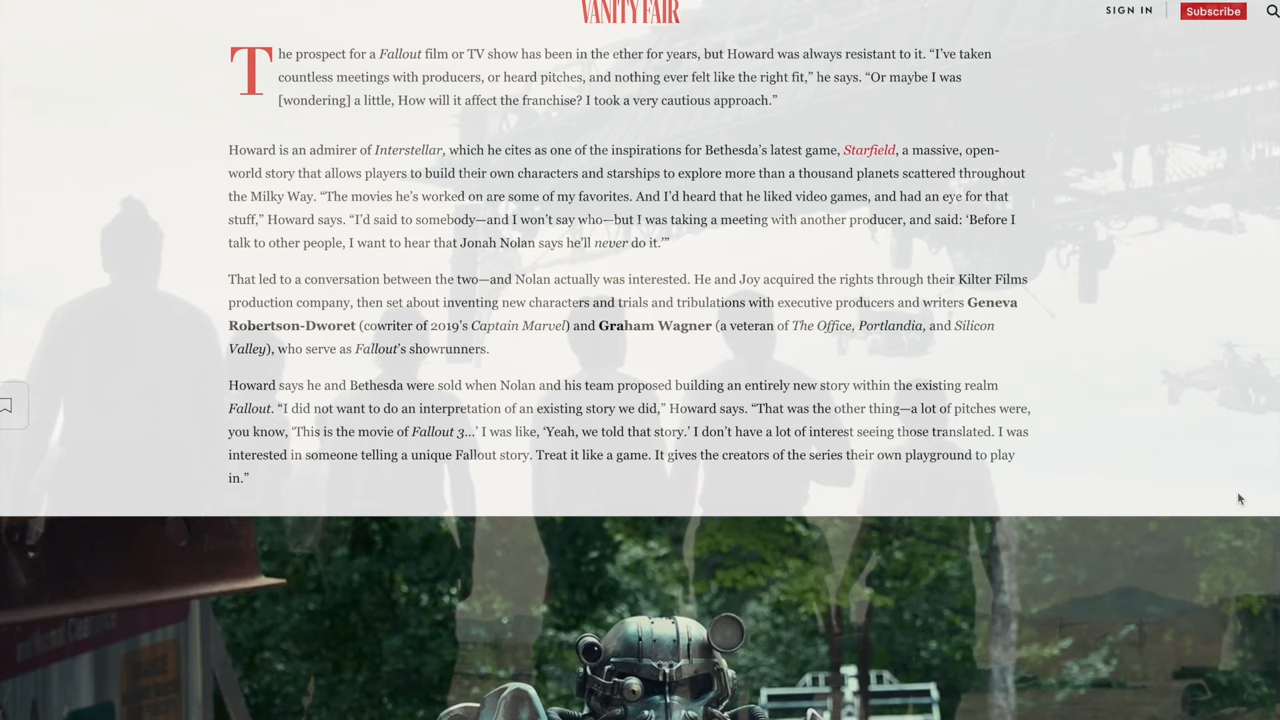 VANITY FAIR
SIGN IN
Subscribe
The prospect for a Fallout film or TV show has been in the ether for years, but Howard was always resistant to it. “I’ve taken
countless meetings with producers, or heard pitches, and nothing ever felt like the right fit,” he says. “Or maybe I was
[wondering] a little, How will it affect the franchise? I took a very cautious approach.”
Howard is an admirer of Interstellar, which he cites as one of the inspirations for Bethesda’s latest game, Starfield, a massive, open-
world story that allows players to build their own characters and starships to explore more than a thousand planets scattered throughout
the Milky Way. “The movies he’s worked on are some of my favorites. And I’d heard that he liked video games, and had an eye for that
stuff,” Howard says. “I’d said to somebody—and I won’t say who—but I was taking a meeting with another producer, and said: ‘Before I
talk to other people, I want to hear that Jonah Nolan says he’ll never do it.’”
That led to a conversation between the two—and Nolan actually was interested. He and Joy acquired the rights through their Kilter Films
production company, then set about inventing new characters and trials and tribulations with executive producers and writers Geneva
Robertson-Dworet (cowriter of 2019’s Captain Marvel) and Graham Wagner (a veteran of The Office, Portlandia, and Silicon
Valley), who serve as Fallout’s showrunners.
Howard says he and Bethesda were sold when Nolan and his team proposed building an entirely new story within the existing realm
Fallout. “I did not want to do an interpretation of an existing story we did,” Howard says. “That was the other thing—a lot of pitches were,
you know, ‘This is the movie of Fallout 3...’ I was like, ‘Yeah, we told that story.’ I don’t have a lot of interest seeing those translated. I was
interested in someone telling a unique Fallout story. Treat it like a game. It gives the creators of the series their own playground to play
in.”